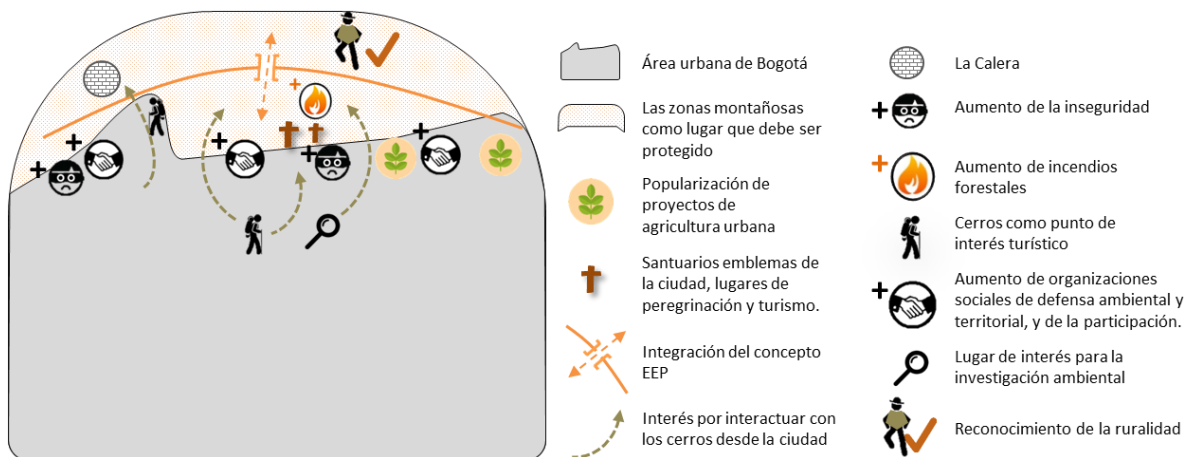 Área urbana de Bogotá
Las zonas montañosas
como lugar que debe ser
protegido
Popularización de
proyectos de
agricultura urbana
Santuarios emblemas de
la ciudad, lugares de
peregrinación y turismo.
Integración del concepto
EEP
Interés por interactuar con
los cerros desde la ciudad
La Calera
Aumento de la inseguridad
Aumento de incendios
forestales
Cerros como punto de
interés turístico
Aumento de organizaciones
sociales de defensa ambiental y
territorial, y de la participación.
Lugar de interés para la
investigación ambiental
Reconocimiento de la ruralidad